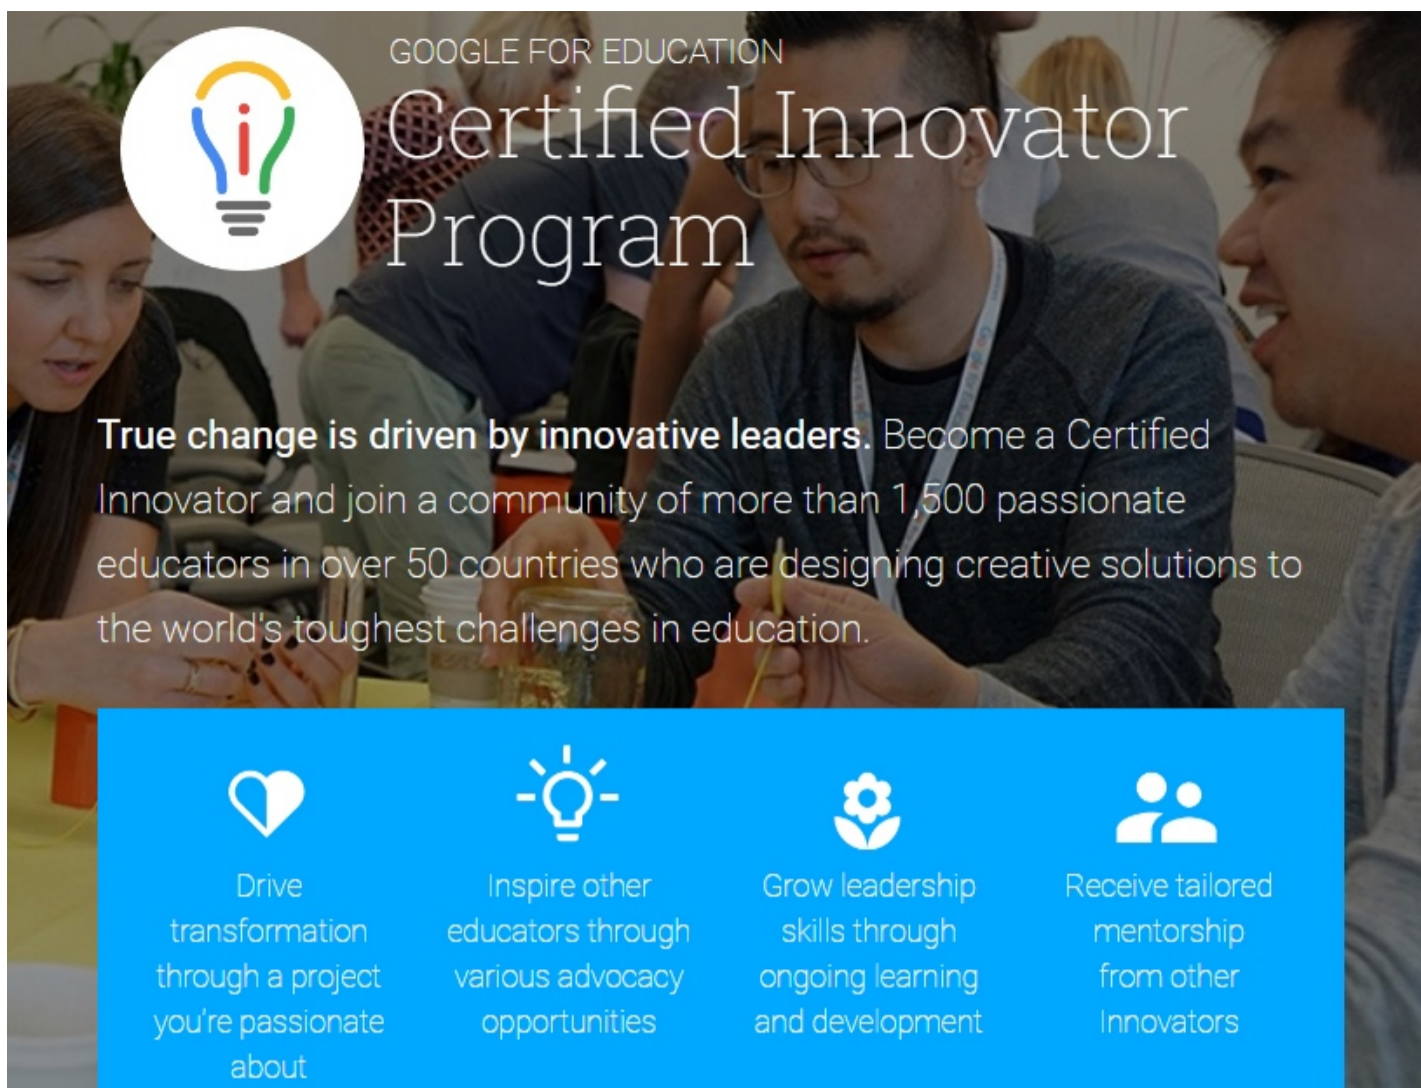 GOOGLE FOR EDUCATION
Certified Innovator
Program
True change is driven by innovative leaders. Become a Certified
Innovator and join a community of more than 1,500 passionate
educators in over 50 countries who are designing creative solutions to
the world's toughest challenges in education.
Drive
transformation
through a project
you're passionate
about
Inspire other
educators through
various advocacy
opportunities
Grow leadership
skills through
ongoing learning
and development
Receive tailored
mentorship
from other
Innovators